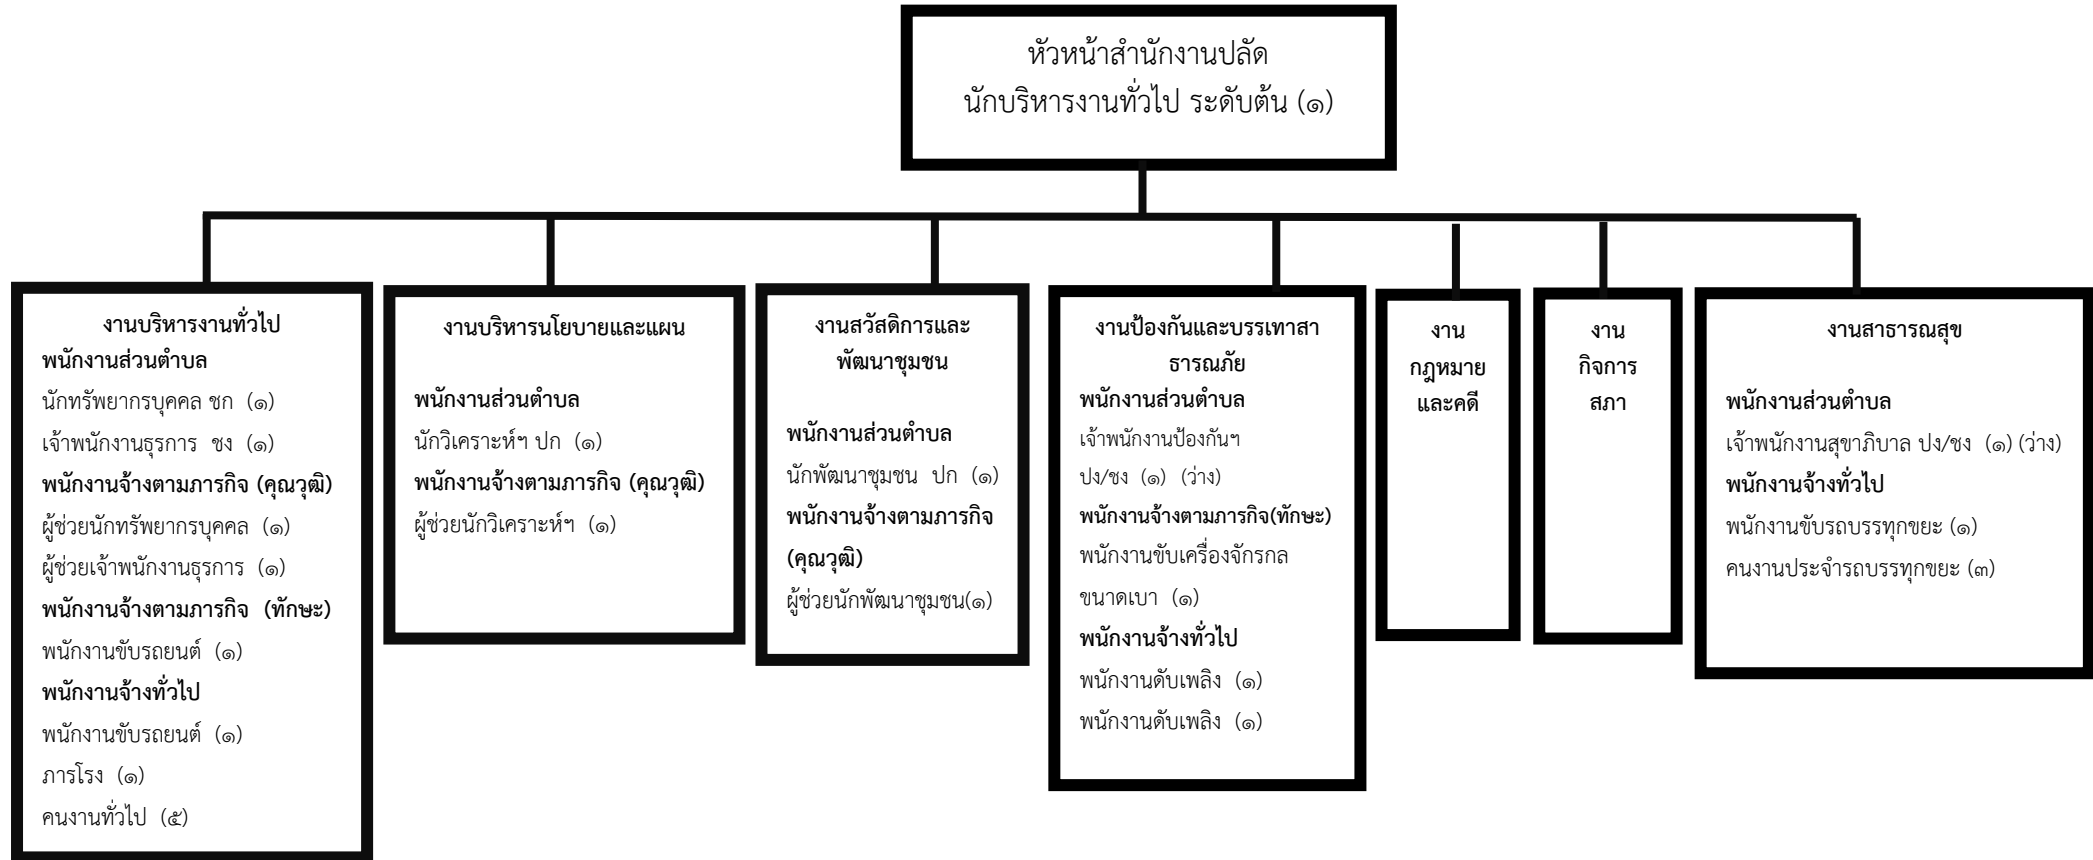 หัวหน้าสำนักงานปลัด
นักบริหารงานทั่วไป ระดับต้น (๑)
งานบริหารงานทั่วไป
พนักงานส่วนตำบล
นักทรัพยากรบุคคล ชก (๑)
เจ้าพนักงานธุรการ ชง (๑)
พนักงานจ้างตามภารกิจ (คุณวุฒิ)
ผู้ช่วยนักทรัพยากรบุคคล (๑)
ผู้ช่วยเจ้าพนักงานธุรการ (๑)
พนักงานจ้างตามภารกิจ (ทักษะ)
พนักงานขับรถยนต์ (๑)
พนักงานจ้างทั่วไป
พนักงานขับรถยนต์ (๑)
ภารโรง (๑)
คนงานทั่วไป (๕)
งานบริหารนโยบายและแผน
พนักงานส่วนตำบล
นักวิเคราะห์ฯ ปก (๑)
พนักงานจ้างตามภารกิจ (คุณวุฒิ)
ผู้ช่วยนักวิเคราะห์ฯ (๑)
งานสวัสดิการและ
พัฒนาชุมชน
พนักงานส่วนตำบล
นักพัฒนาชุมชน ปก (๑)
พนักงานจ้างตามภารกิจ
(คุณวุฒิ)
ผู้ช่วยนักพัฒนาชุมชน(๑)
งานป้องกันและบรรเทาสา
ธารณภัย
พนักงานส่วนตำบล
เจ้าพนักงานป้องกันฯ
ปง/ชง (๑) (ว่าง)
พนักงานจ้างตามภารกิจ(ทักษะ)
พนักงานขับเครื่องจักรกล
ขนาดเบา (๑)
พนักงานจ้างทั่วไป
พนักงานดับเพลิง (๑)
พนักงานดับเพลิง (๑)
งาน
กฎหมาย
และคดี
งาน
กิจการ
สภา
งานสาธารณสุข
พนักงานส่วนตำบล
เจ้าพนักงานสุขาภิบาล ปง/ชง (๑) (ว่าง)
พนักงานจ้างทั่วไป
พนักงานขับรถบรรทุกขยะ (๑)
คนงานประจำรถบรรทุกขยะ (๓)